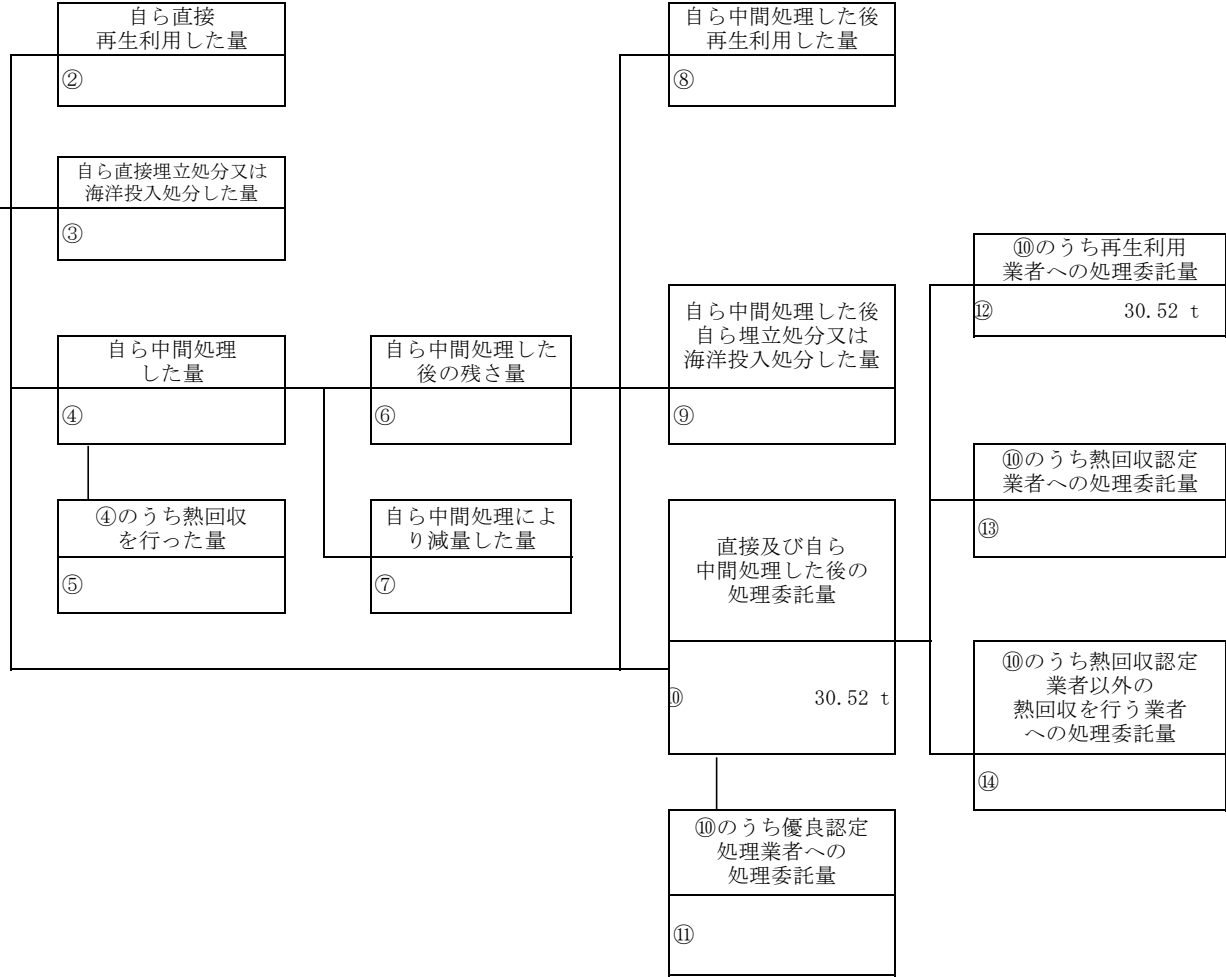 自ら直接
再生利用した量
②
自ら中間処理した後
再生利用した量
⑧
自ら直接埋立処分又は
海洋投入処分した量
③
⑩のうち再生利用
業者への処理委託量
⑫ 30.52 t
自ら中間処理した後
自ら埋立処分又は
海洋投入処分した量
⑨
自ら中間処理
した量
④
自ら中間処理した
後の残さ量
⑥
⑩のうち熱回収認定
業者への処理委託量
⑬
④のうち熱回収
を行った量
⑤
自ら中間処理によ
り減量した量
⑦
直接及び自ら
中間処理した後の
処理委託量
⑩ 30.52 t
⑩のうち熱回収認定
業者以外の
熱回収を行う業者
への処理委託量
⑭
⑩のうち優良認定
処理業者への
処理委託量
⑪